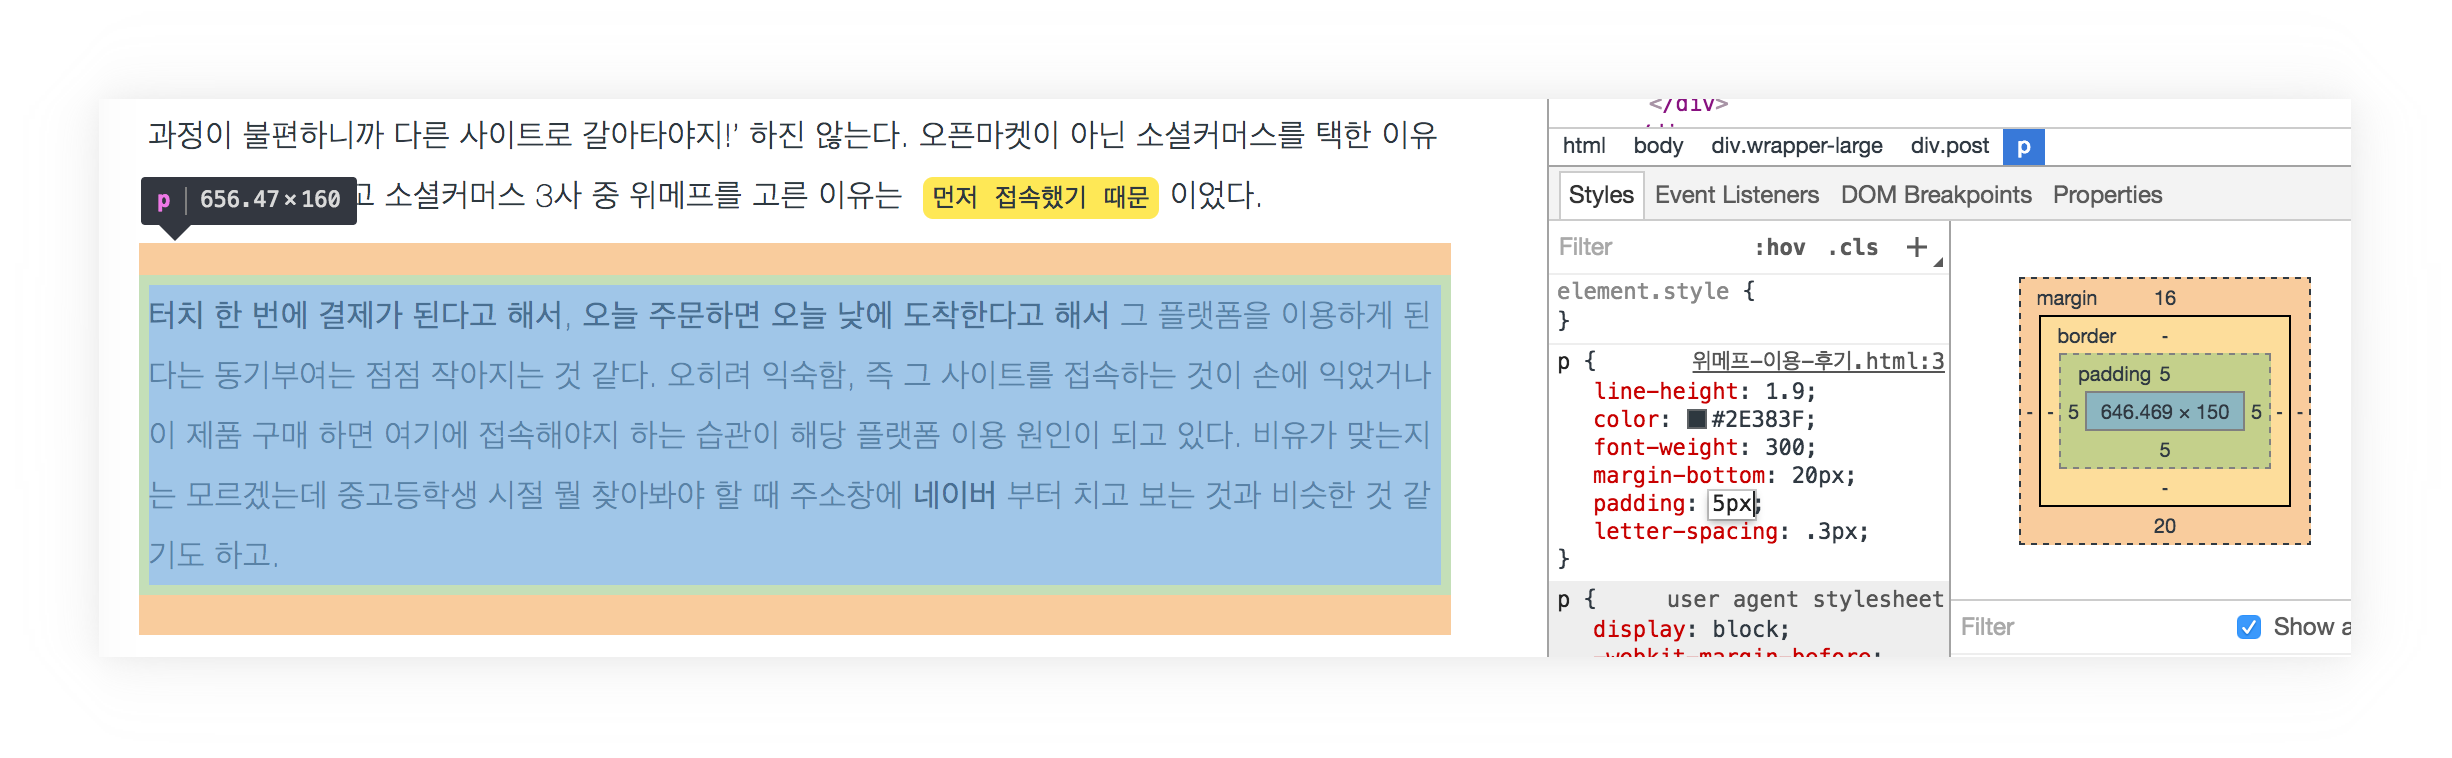 과정이 불편하니까 다른 사이트로 갈아타야지!’ 하진 않는다. 오픈마켓이 아닌 소셜커머스를 택한 이유
p 656.47×160
고 소셜커머스 3사 중 위메프를 고른 이유는 먼저 접속했기 때문 이었다.
터치 한 번에 결제가 된다고 해서, 오늘 주문하면 오늘 낮에 도착한다고 해서 그 플랫폼을 이용하게 된
다는 동기부여는 점점 작아지는 것 같다. 오히려 익숙함, 즉 그 사이트를 접속하는 것이 손에 익었거나
이 제품 구매 하면 여기에 접속해야지 하는 습관이 해당 플랫폼 이용 원인이 되고 있다. 비유가 맞는지
는 모르겠는데 중고등학생 시절 뭘 찾아봐야 할 때 주소창에 네이버 부터 치고 보는 것과 비슷한 것 같
기도 하고.
</div>
html body div.wrapper-large div.post p
Styles Event Listeners DOM Breakpoints Properties
Filter :hov .cls +
element.style {
}
p { 위메프-이용-후기.html:3
line-height: 1.9;
color: #2E383F;
font-weight: 300;
margin-bottom: 20px;
padding: 5px;
letter-spacing: .3px;
}
p { user agent stylesheet
display: block;
-webkit-margin-before:
margin 16
border -
padding 5
- - 5 646.469 × 150 5 - -
5
-
20
Filter Show a